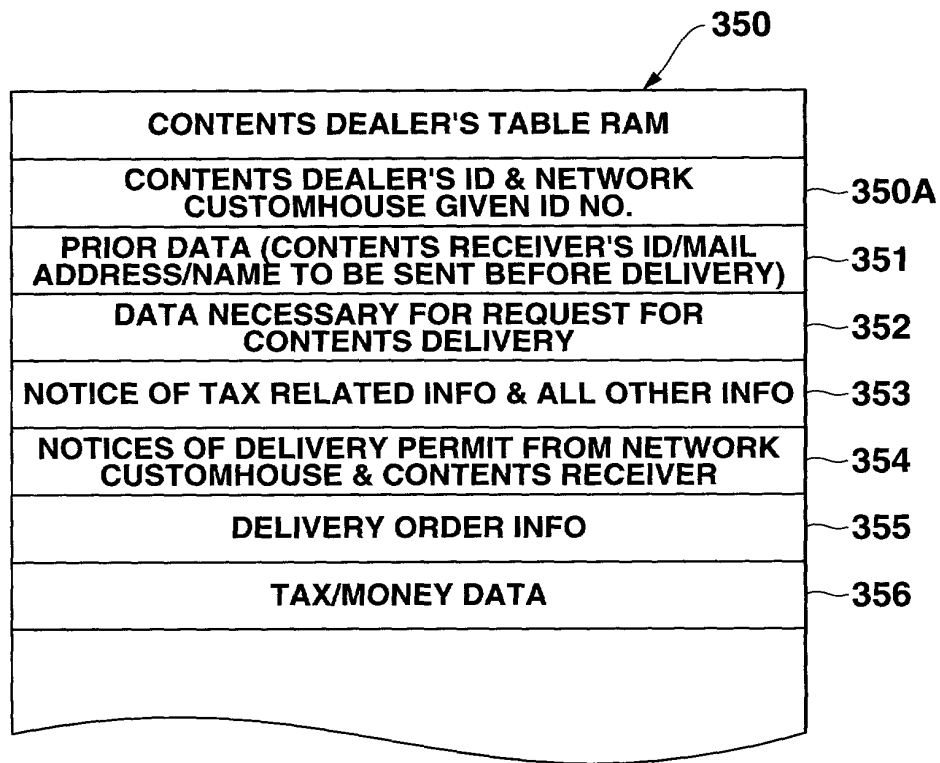 350
CONTENTS DEALER'S TABLE RAM
CONTENTS DEALER'S ID & NETWORK
CUSTOMHOUSE GIVEN ID NO.
350A
PRIOR DATA (CONTENTS RECEIVER'S ID/MAIL
ADDRESS/NAME TO BE SENT BEFORE DELIVERY)
351
DATA NECESSARY FOR REQUEST FOR
CONTENTS DELIVERY
352
NOTICE OF TAX RELATED INFO & ALL OTHER INFO
353
NOTICES OF DELIVERY PERMIT FROM NETWORK
CUSTOMHOUSE & CONTENTS RECEIVER
354
DELIVERY ORDER INFO
355
TAX/MONEY DATA
356